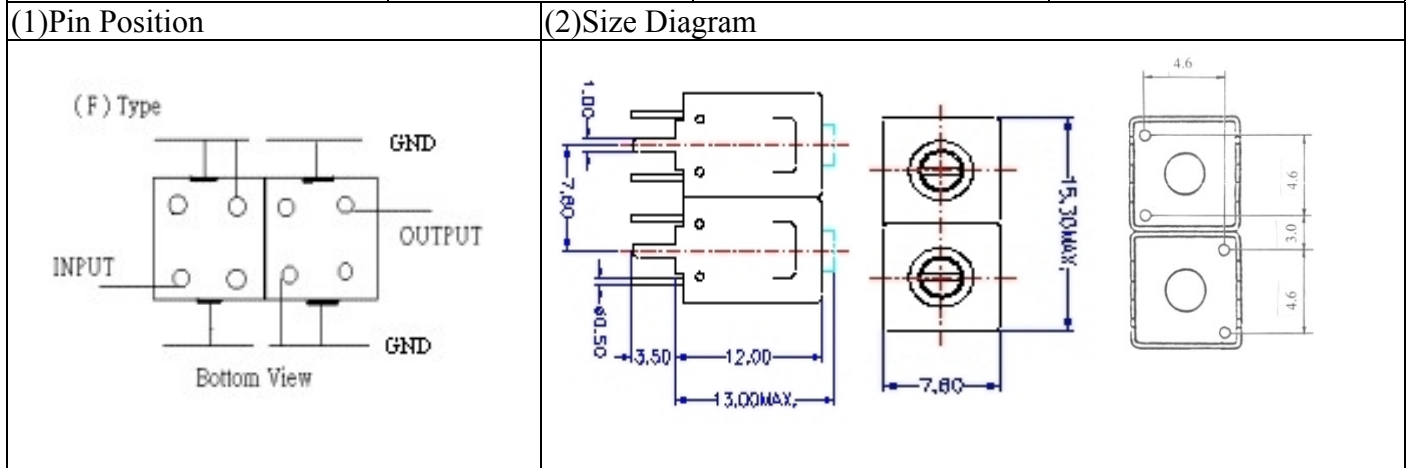 (1)Pin Position
(2)Size Diagram
(F) Type
GND
OUTPUT
INPUT
GND
Bottom View
1.00
7.60
ø0.50
3.50
12.00
13.00MAX.
15.30MAX.
7.60
4.6
4.6
3.0
4.6